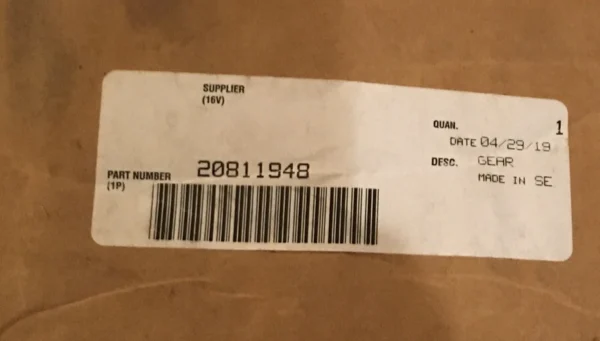 SUPPLIER
(16V)
QUAN. 1
DATE 04/29/19
DESC. GEAR
MADE IN SE
PART NUMBER 20811948
(1P)